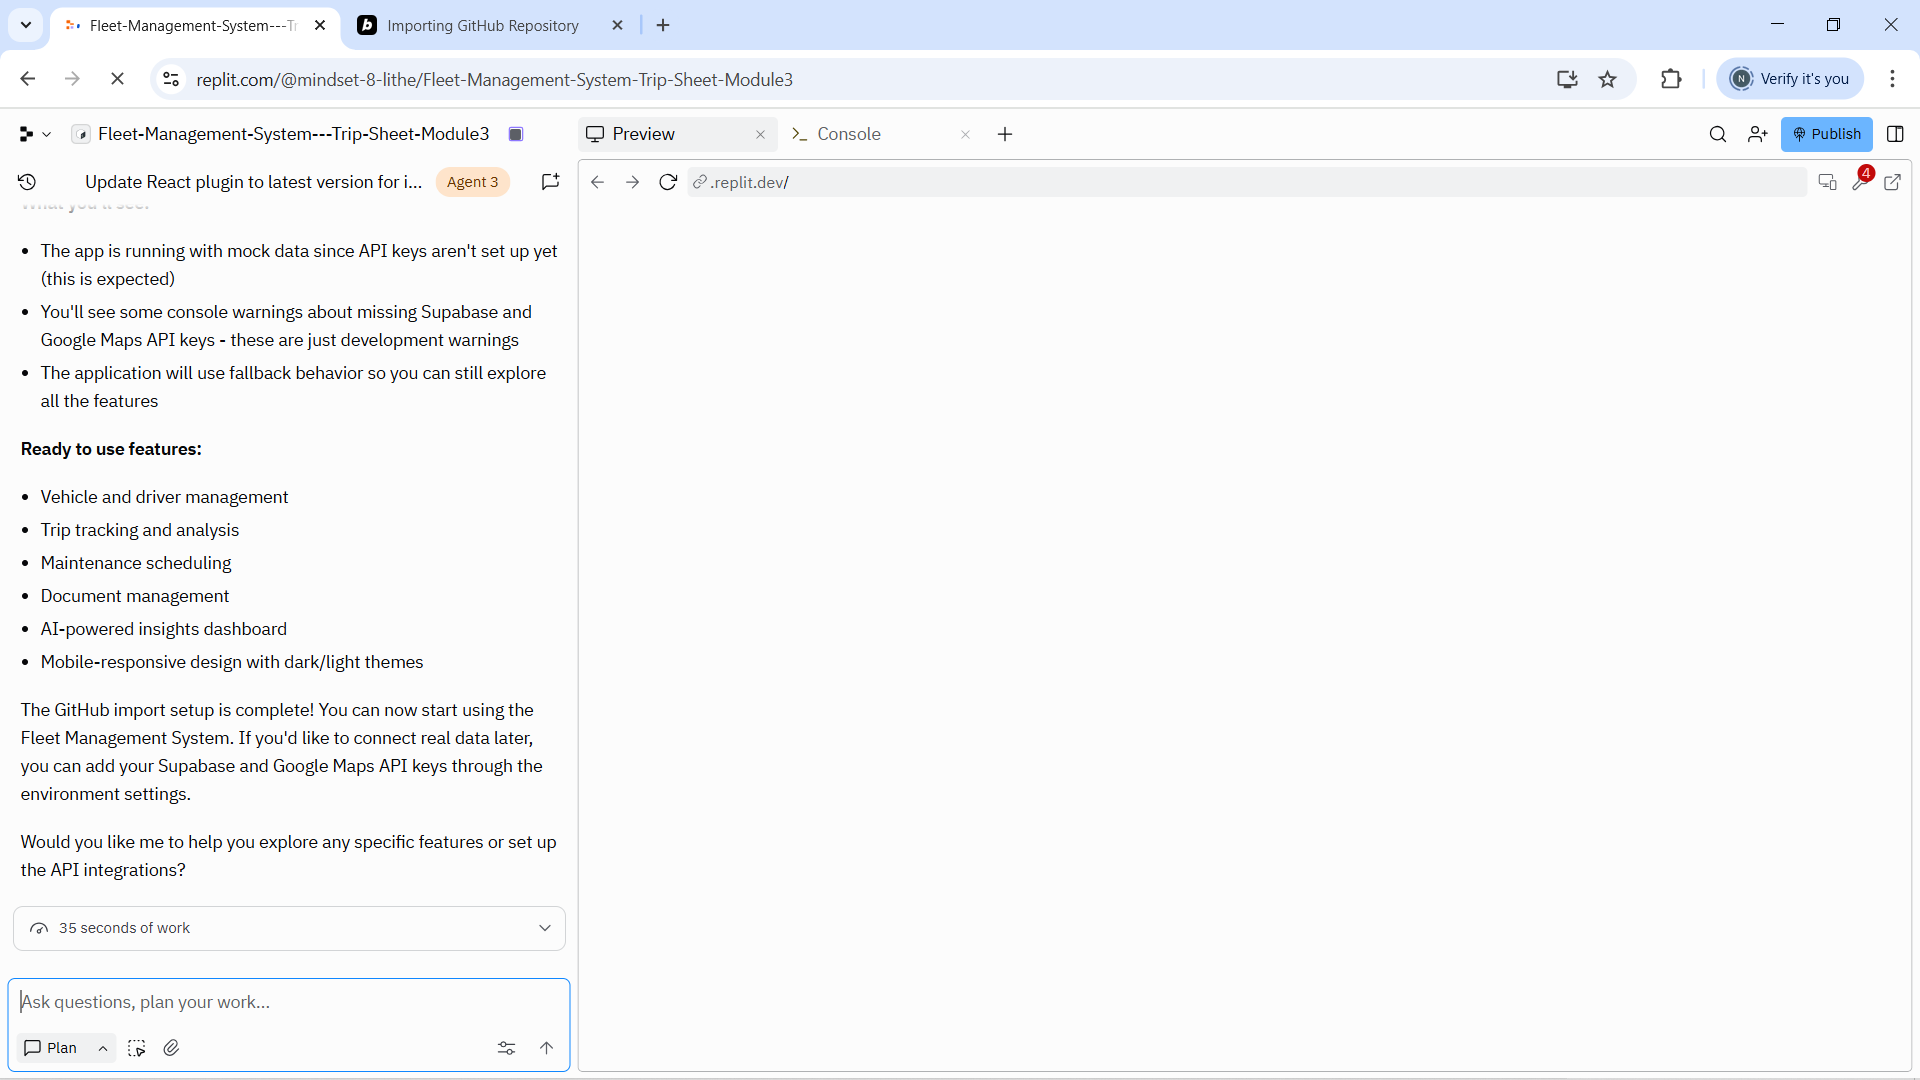 Fleet-Management-System---Tr
Importing GitHub Repository
replit.com/@mindset-8-lithe/Fleet-Management-System-Trip-Sheet-Module3
N
Verify it's you
Fleet-Management-System---Trip-Sheet-Module3
Preview
Console
Publish
Update React plugin to latest version for i...
Agent 3
.replit.dev/
4
What you'll see:
The app is running with mock data since API keys aren't set up yet
(this is expected)
You'll see some console warnings about missing Supabase and
Google Maps API keys - these are just development warnings
The application will use fallback behavior so you can still explore
all the features
Ready to use features:
Vehicle and driver management
Trip tracking and analysis
Maintenance scheduling
Document management
AI-powered insights dashboard
Mobile-responsive design with dark/light themes
The GitHub import setup is complete! You can now start using the
Fleet Management System. If you'd like to connect real data later,
you can add your Supabase and Google Maps API keys through the
environment settings.
Would you like me to help you explore any specific features or set up
the API integrations?
35 seconds of work
Ask questions, plan your work...
Plan